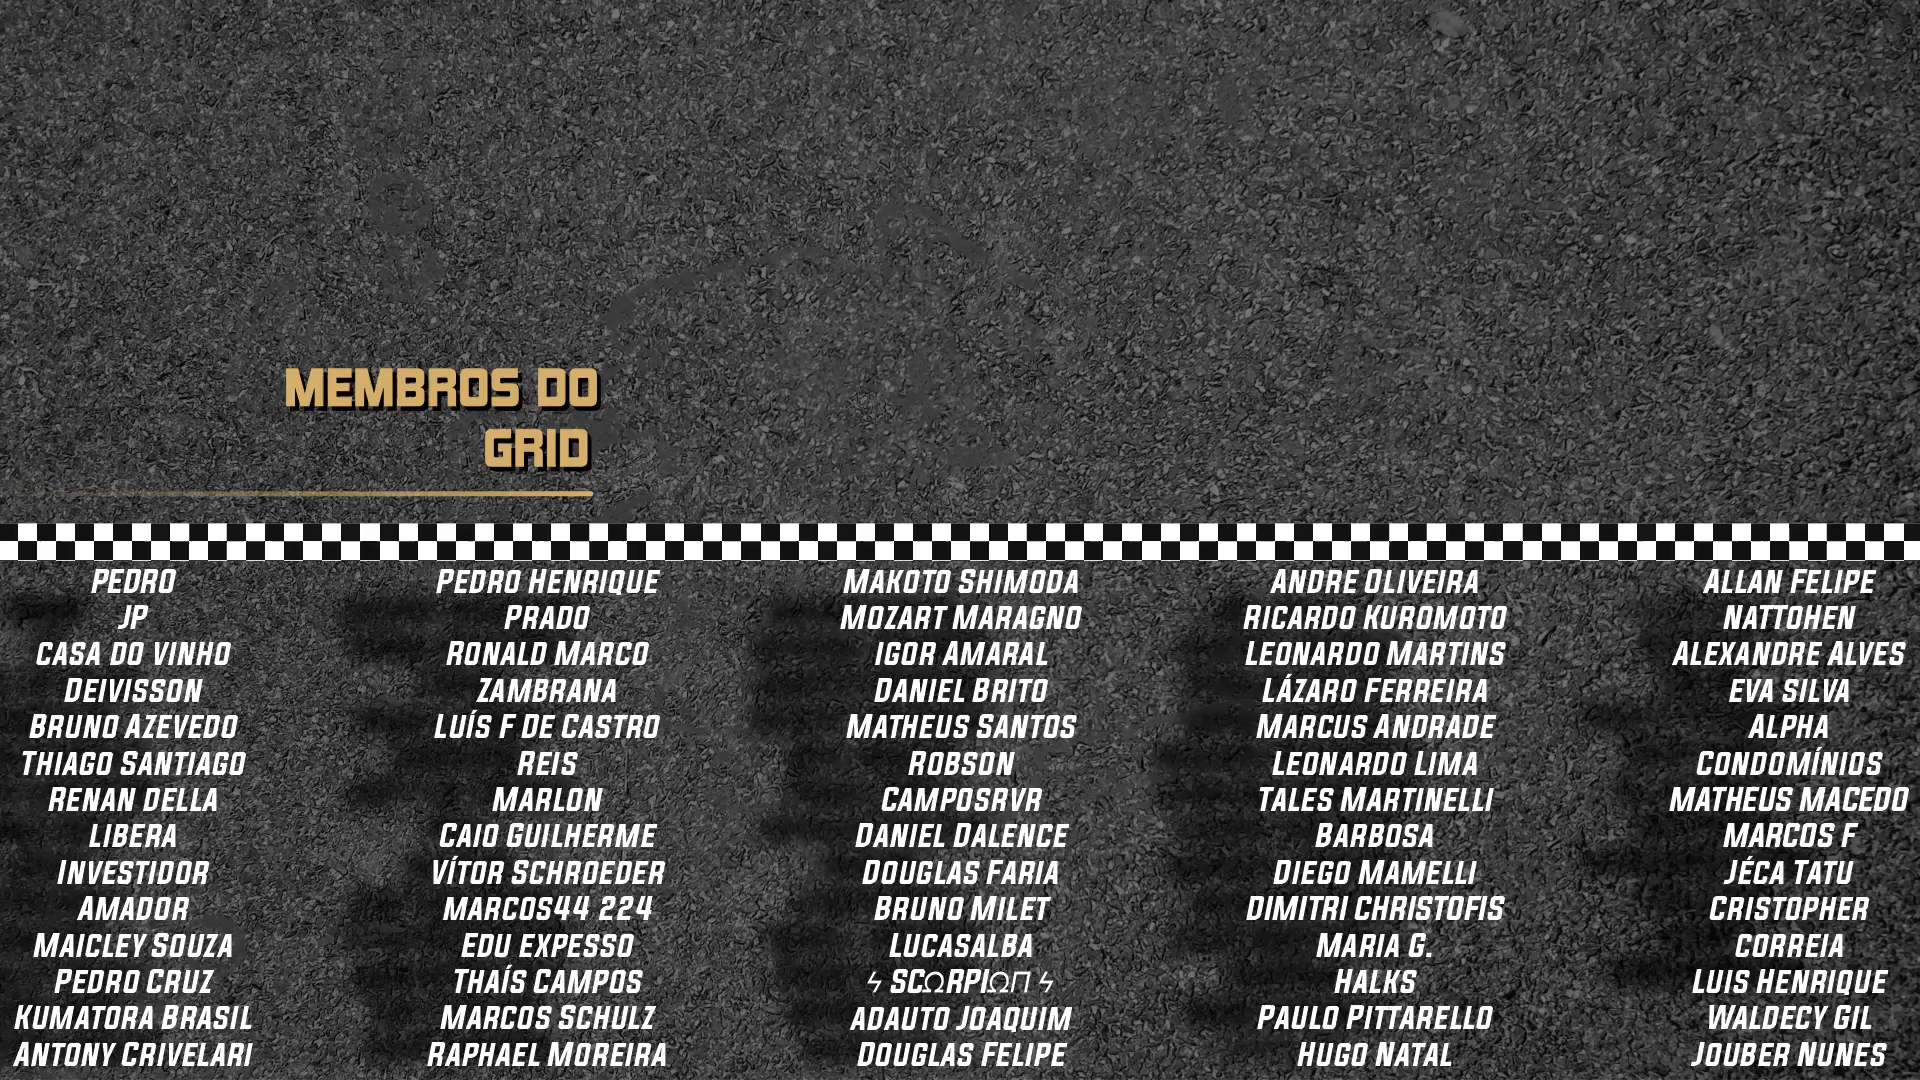 MEMBROS DO
GRID
PEDRO
JP
CASA DO VINHO
DEIVISSON
BRUNO AZEVEDO
THIAGO SANTIAGO
RENAN DELLA
LIBERA
INVESTIDOR
AMADOR
MAICLEY SOUZA
PEDRO CRUZ
KUMATORA BRASIL
ANTONY CRIVELARI
PEDRO HENRIQUE
PRADO
RONALD MARCO
ZAMBRANA
LUÍS F DE CASTRO
REIS
MARLON
CAIO GUILHERME
VÍTOR SCHROEDER
MARCOS44 224
EDU EXPESSO
THAÍS CAMPOS
MARCOS SCHULZ
RAPHAEL MOREIRA
MAKOTO SHIMODA
MOZART MARAGNO
IGOR AMARAL
DANIEL BRITO
MATHEUS SANTOS
ROBSON
CAMPOSRVR
DANIEL DALENCE
DOUGLAS FARIA
BRUNO MILET
LUCASALBA
ϟ SCΩRPIΩΠ ϟ
ADAUTO JOAQUIM
DOUGLAS FELIPE
ANDRE OLIVEIRA
RICARDO KUROMOTO
LEONARDO MARTINS
LÁZARO FERREIRA
MARCUS ANDRADE
LEONARDO LIMA
TALES MARTINELLI
BARBOSA
DIEGO MAMELLI
DIMITRI CHRISTOFIS
MARIA G.
HALKS
PAULO PITTARELLO
HUGO NATAL
ALLAN FELIPE
NATTOHEN
ALEXANDRE ALVES
EVA SILVA
ALPHA
CONDOMÍNIOS
MATHEUS MACEDO
MARCOS F
JÉCA TATU
CRISTOPHER
CORREIA
LUIS HENRIQUE
WALDECY GIL
JOUBER NUNES